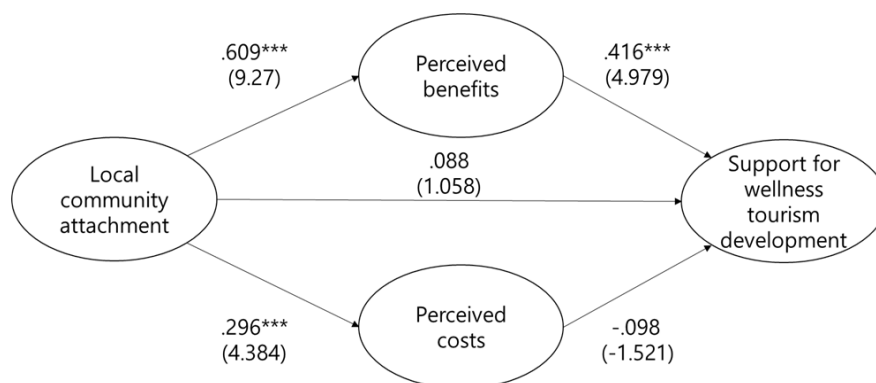 .609***
(9.27)
Perceived
benefits
.416***
(4.979)
Local
community
attachment
.088
(1.058)
Support for
wellness
tourism
development
.296***
(4.384)
Perceived
costs
-.098
(-1.521)